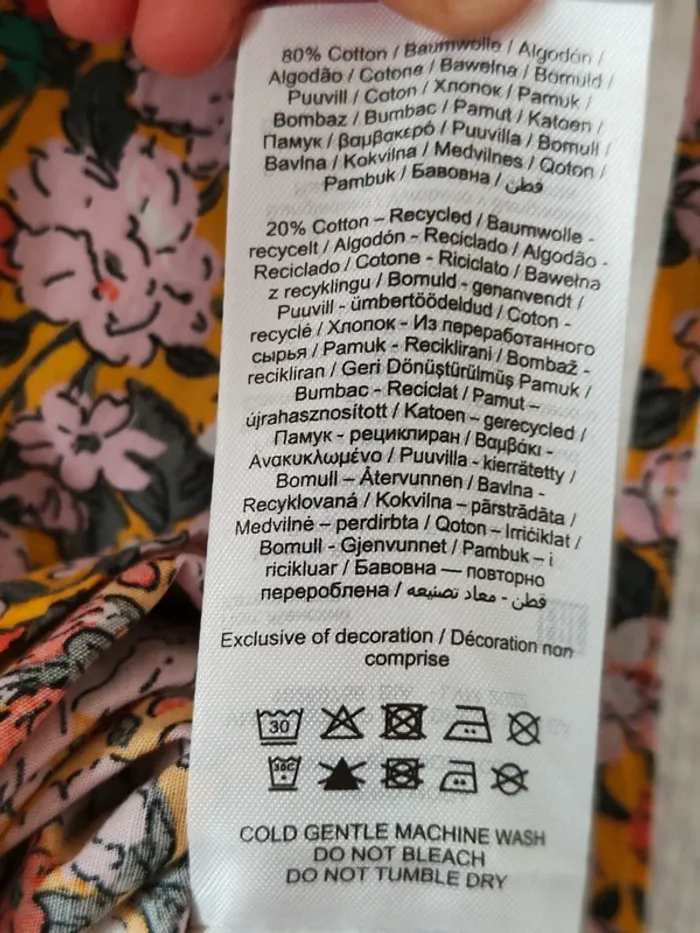 80% Cotton / Baumwolle / Algodón /
Algodão / Cotone / Bawełna / Bomuld /
Puuvill / Coton / Хлопок / Pamuk /
Bombaz / Bumbac / Pamut / Katoen /
Памук / βαμβακερό / Puuvilla / Bomull /
Bavlna / Kokvilna / Medvilnes / Qoton /
Pambuk / Бавовна / قطن
20% Cotton – Recycled / Baumwolle -
recycelt / Algodón - Reciclado / Algodão -
Reciclado / Cotone - Riciclato / Bawełna
z recyklingu / Bomuld - genanvendt /
Puuvill - ümbertöödeldud / Coton -
recyclé / Хлопок - Из переработанного
сырья / Pamuk - Reciklirani / Bombaž -
recikliran / Geri Dönüştürülmüş Pamuk /
Bumbac - Reciclat / Pamut –
újrahasznosított / Katoen – gerecycled /
Памук - рециклиран / Βαμβάκι -
Ανακυκλωμένο / Puuvilla - kierrätetty /
Bomull – Återvunnen / Bavlna -
Recyklovaná / Kokvilna – pārstrādāta /
Medvilnė – perdirbta / Qoton – Irriċiklat /
Bomull - Gjenvunnet / Pambuk – i
ricikluar / Бавовна — повторно
перероблена / قطن - معاد تصنيعه
Exclusive of decoration / Décoration non
comprise
30
30C
COLD GENTLE MACHINE WASH
DO NOT BLEACH
DO NOT TUMBLE DRY